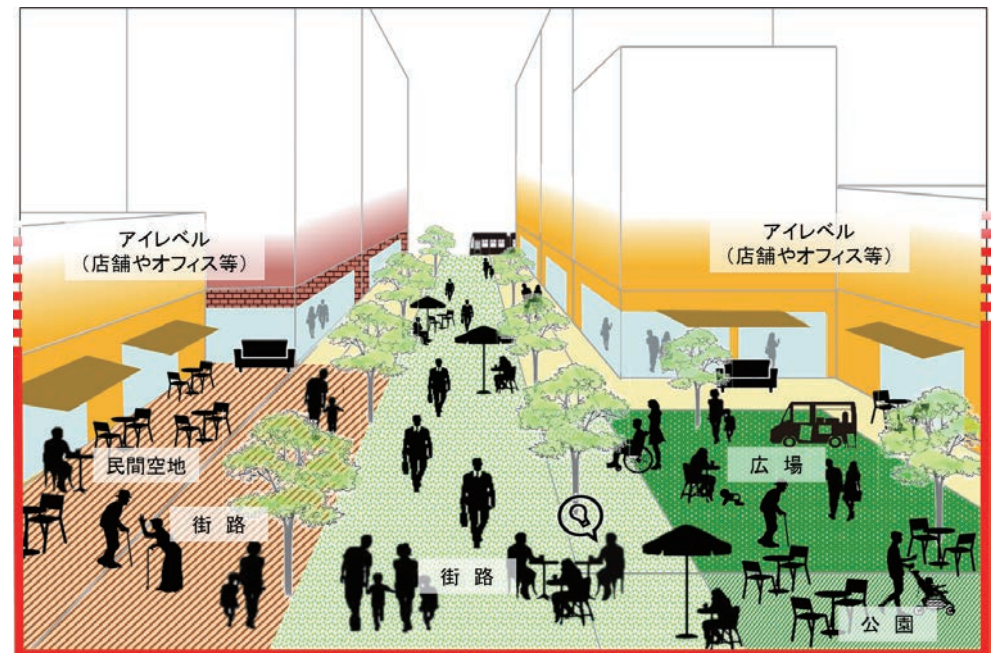 アイレベル
(店舗やオフィス等)
アイレベル
(店舗やオフィス等)
民間空地
広場
街路
街路
公園